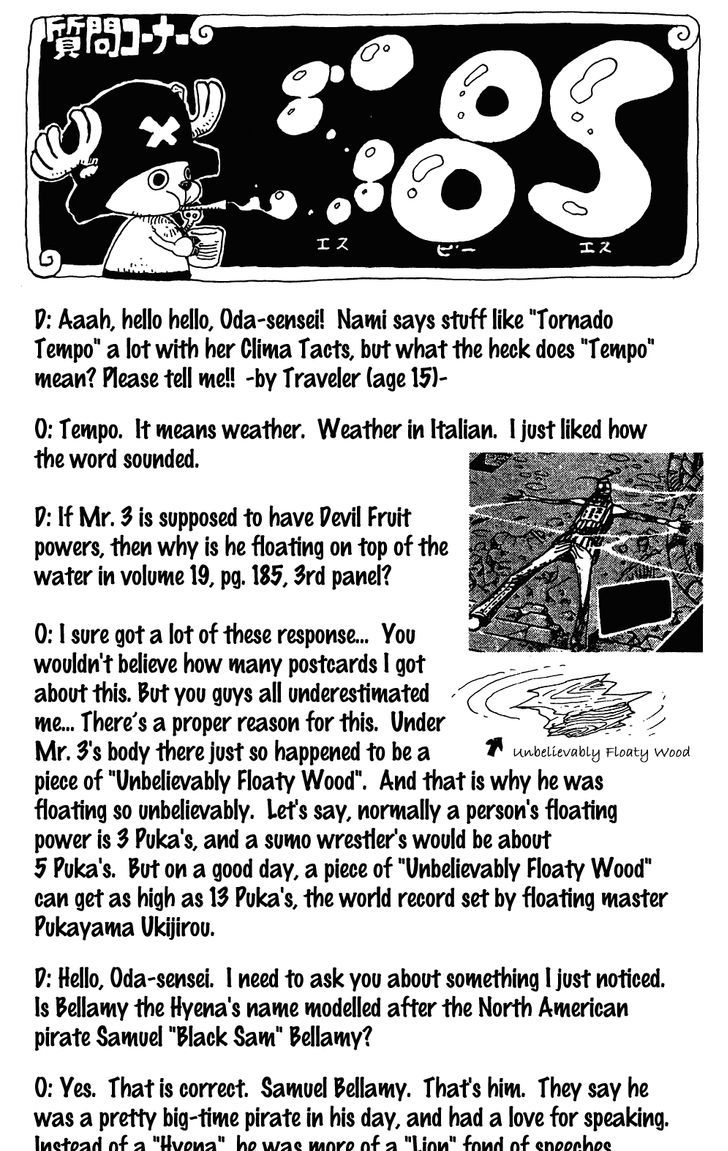 質問コーナー
SBS
エス
ビー
エス
D: Aaah, hello hello, Oda-sensei! Nami says stuff like "Tornado
Tempo" a lot with her Clima Tacts, but what the heck does "Tempo"
mean? Please tell me!! -by Traveler (age 15)-
O: Tempo. It means weather. Weather in Italian. I just liked how
the word sounded.
D: If Mr. 3 is supposed to have Devil Fruit
powers, then why is he floating on top of the
water in volume 19, pg. 185, 3rd panel?
O: I sure got a lot of these response... You
wouldn't believe how many postcards I got
about this. But you guys all underestimated
me... There's a proper reason for this. Under
Mr. 3's body there just so happened to be a
piece of "Unbelievably Floaty Wood". And that is why he was
floating so unbelievably. Let's say, normally a person's floating
power is 3 Puka's, and a sumo wrestler's would be about
5 Puka's. But on a good day, a piece of "Unbelievably Floaty Wood"
can get as high as 13 Puka's, the world record set by floating master
Pukayama Ukijirou.
Unbelievably Floaty Wood
D: Hello, Oda-sensei. I need to ask you about something I just noticed.
Is Bellamy the Hyena's name modelled after the North American
pirate Samuel "Black Sam" Bellamy?
O: Yes. That is correct. Samuel Bellamy. That's him. They say he
was a pretty big-time pirate in his day, and had a love for speaking.
Instead of a "Hyena", he was more of a "Lion" fond of speeches.